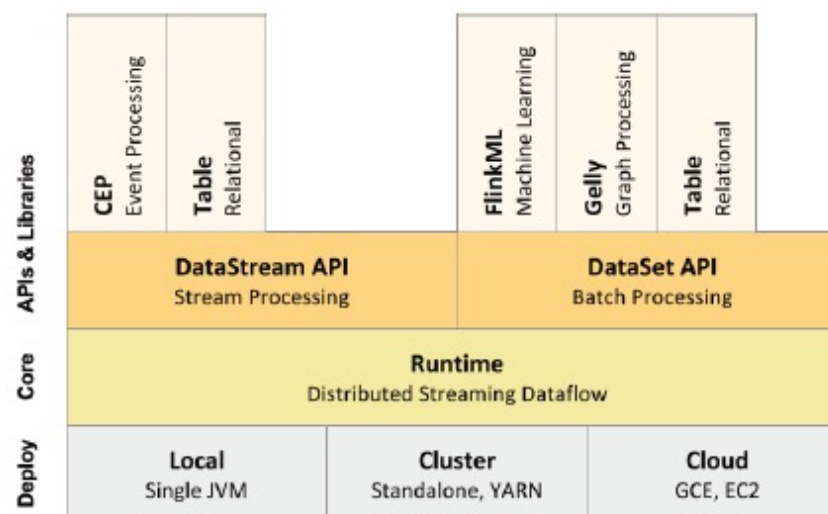 CEP
Event Processing
Table
Relational
FlinkML
Machine Learning
Gelly
Graph Processing
Table
Relational
APIs & Libraries
DataStream API
Stream Processing
DataSet API
Batch Processing
Core
Runtime
Distributed Streaming Dataflow
Deploy
Local
Single JVM
Cluster
Standalone, YARN
Cloud
GCE, EC2